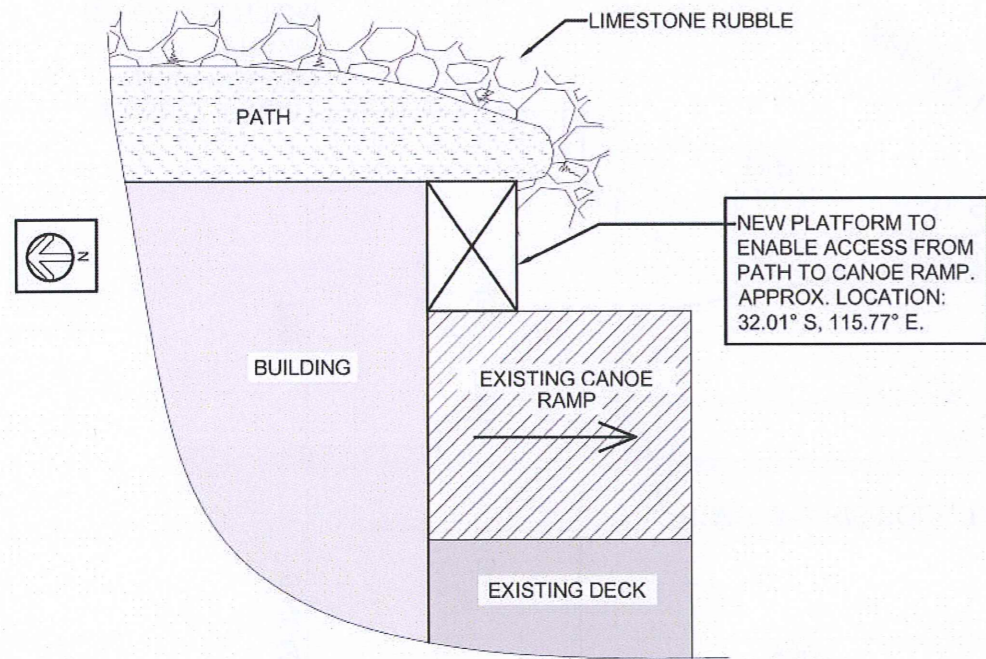 LIMESTONE RUBBLE
PATH
N
NEW PLATFORM TO
ENABLE ACCESS FROM
PATH TO CANOE RAMP.
APPROX. LOCATION:
32.01° S, 115.77° E.
BUILDING
EXISTING CANOE
RAMP
EXISTING DECK